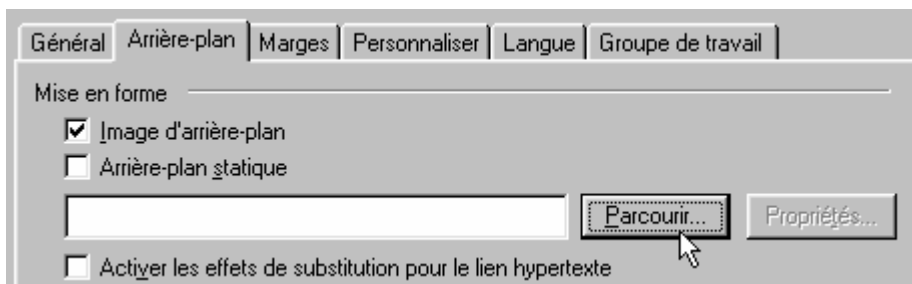 Général Arrière-plan Marges Personnaliser Langue Groupe de travail
Mise en forme
Image d'arrière-plan
Arrière-plan statique
Parcourir... Propriétés...
Activer les effets de substitution pour le lien hypertexte